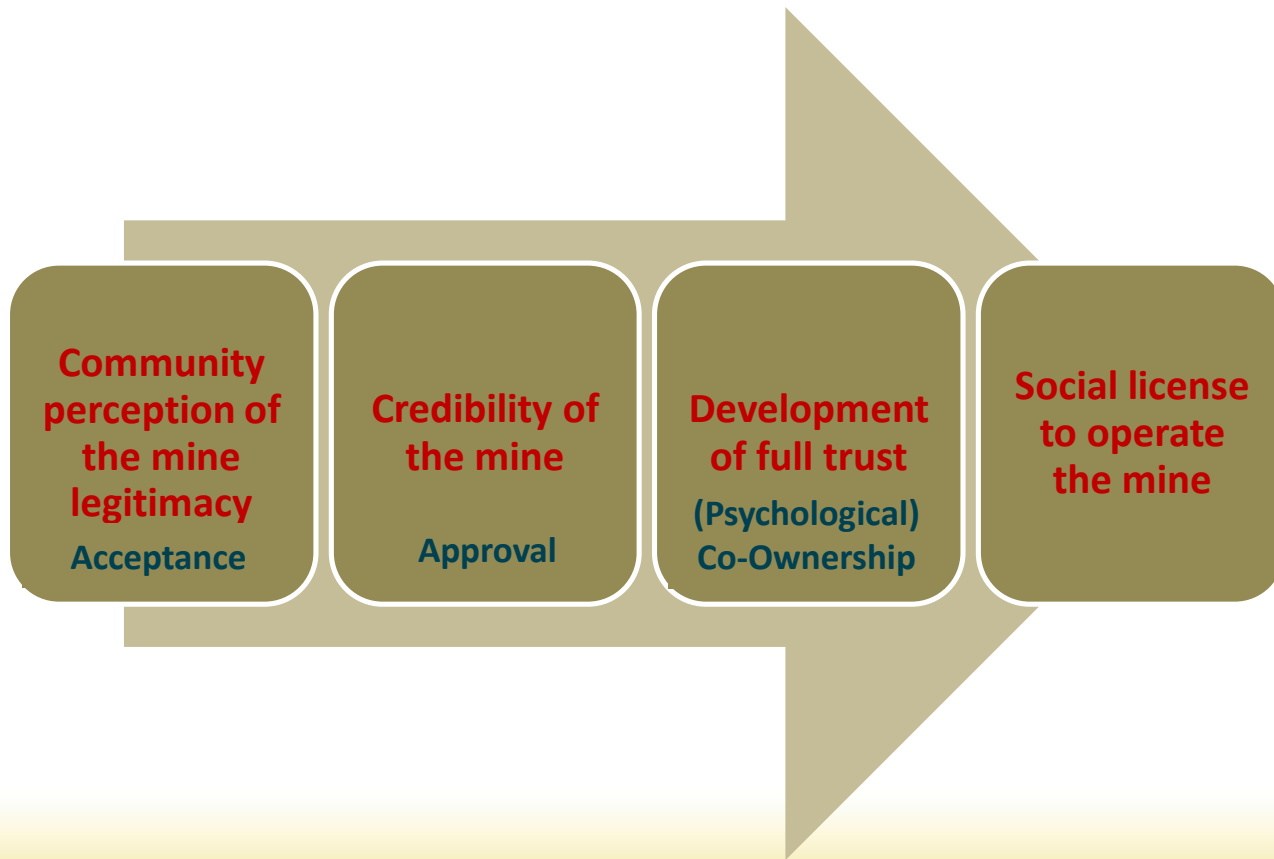 Community
perception of
the mine
legitimacy
Acceptance
Credibility of
the mine
Approval
Development
of full trust
(Psychological)
Co-Ownership
Social license
to operate
the mine